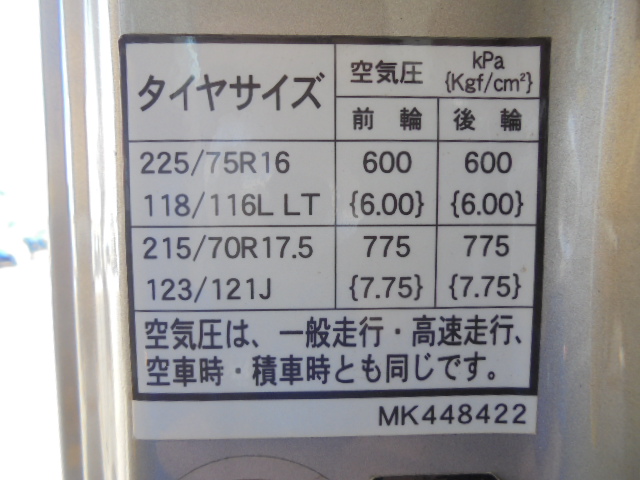 タイヤサイズ 空気圧 kPa
{Kgf/cm²}
前輪 後輪
225/75R16 600 600
118/116L LT {6.00} {6.00}
215/70R17.5 775 775
123/121J {7.75} {7.75}
空気圧は、一般走行・高速走行、
空車時・積車時とも同じです。
MK448422